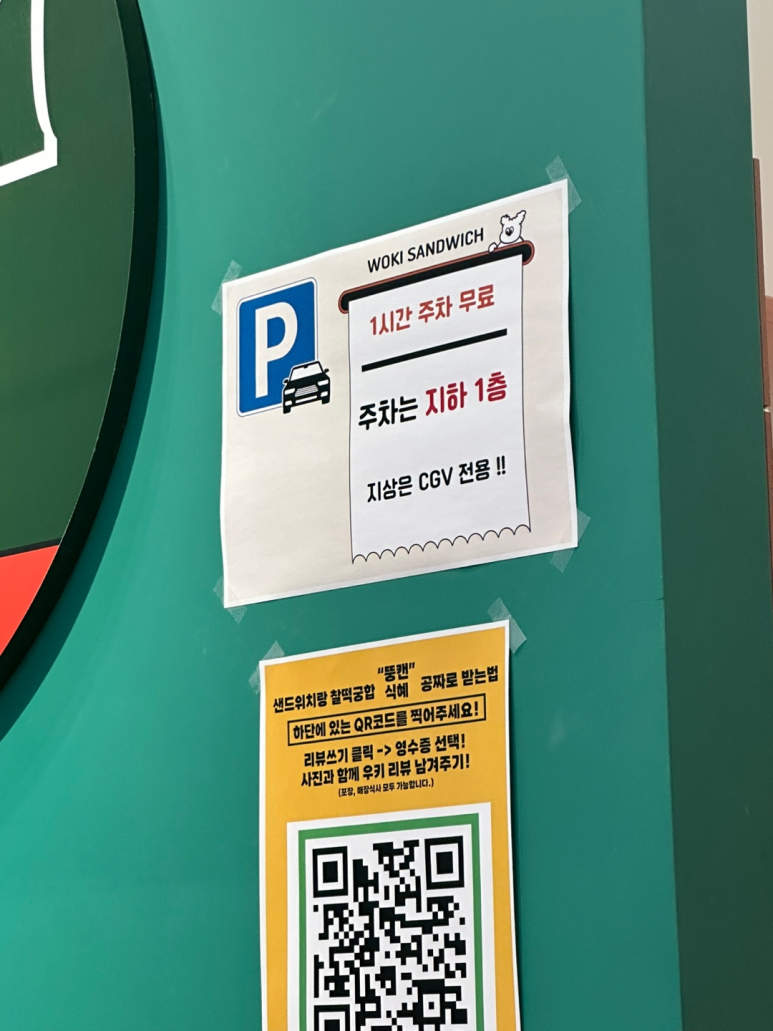 WOKI SANDWICH
P
1시간 주차 무료
주차는 지하 1층
지상은 CGV 전용 !!
샌드위치랑 찰떡궁합 “뚱캔” 식혜 공짜로 받는법
하단에 있는 QR코드를 찍어주세요!
리뷰쓰기 클릭 -> 영수증 선택!
사진과 함께 우키 리뷰 남겨주기!
(포장, 매장식사 모두 가능합니다.)